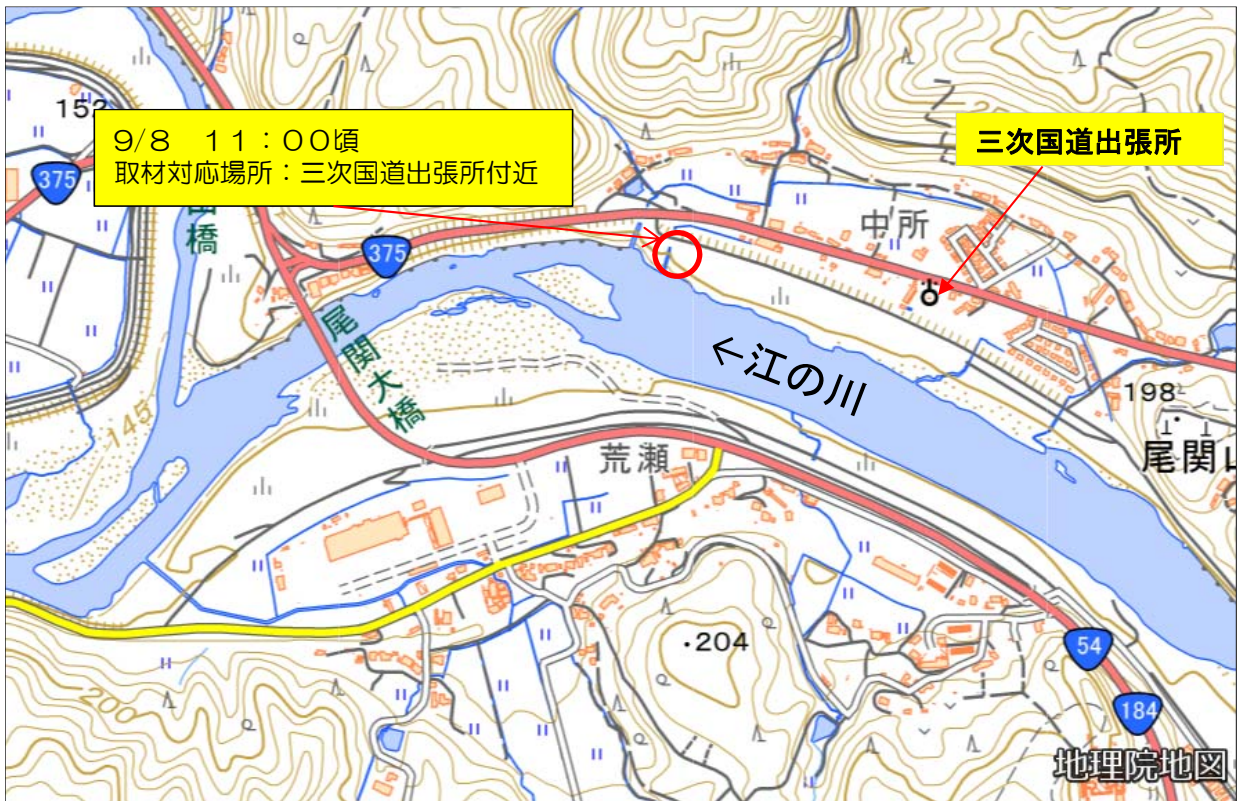 152
9/8 11:00頃
取材対応場所:三次国道出張所付近
三次国道出張所
375
橋
375
中所
尾関大橋
←江の川
145
198
尾関
荒瀬
204
54
184
200
地理院地図